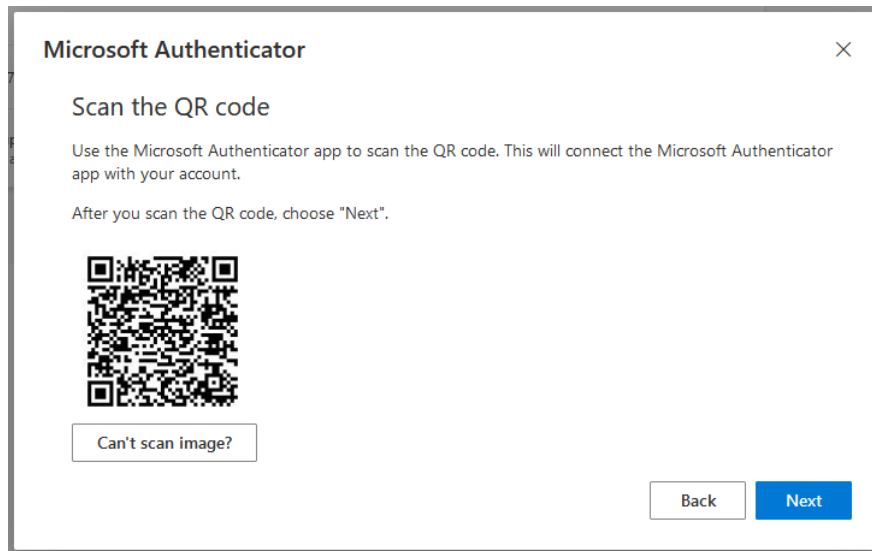 Microsoft Authenticator
Scan the QR code
Use the Microsoft Authenticator app to scan the QR code. This will connect the Microsoft Authenticator
app with your account.
After you scan the QR code, choose "Next".
Can't scan image?
Back
Next